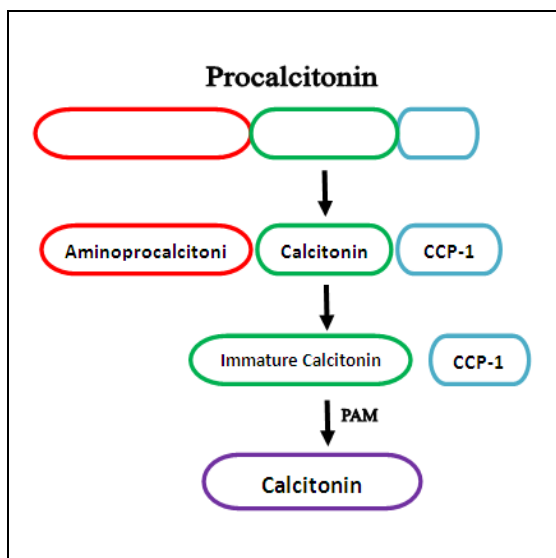 Procalcitonin
Aminoprocalcitoni Calcitonin CCP-1
Immature Calcitonin CCP-1
PAM
Calcitonin